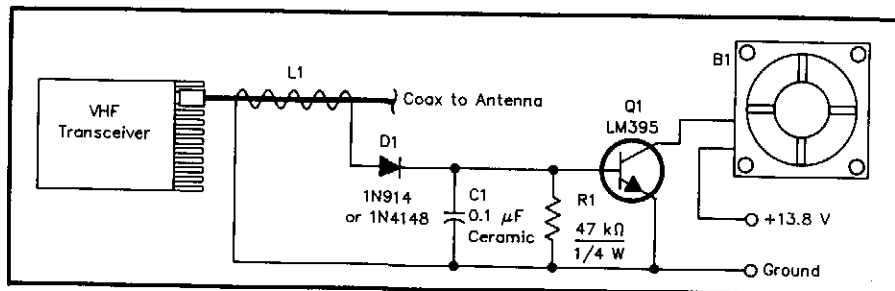 L1
VHF
Transceiver
Coax to Antenna
D1
1N914
or 1N4148
C1
0.1 μF
Ceramic
R1
47 kΩ
1/4 W
Q1
LM395
B1
+13.8 V
Ground